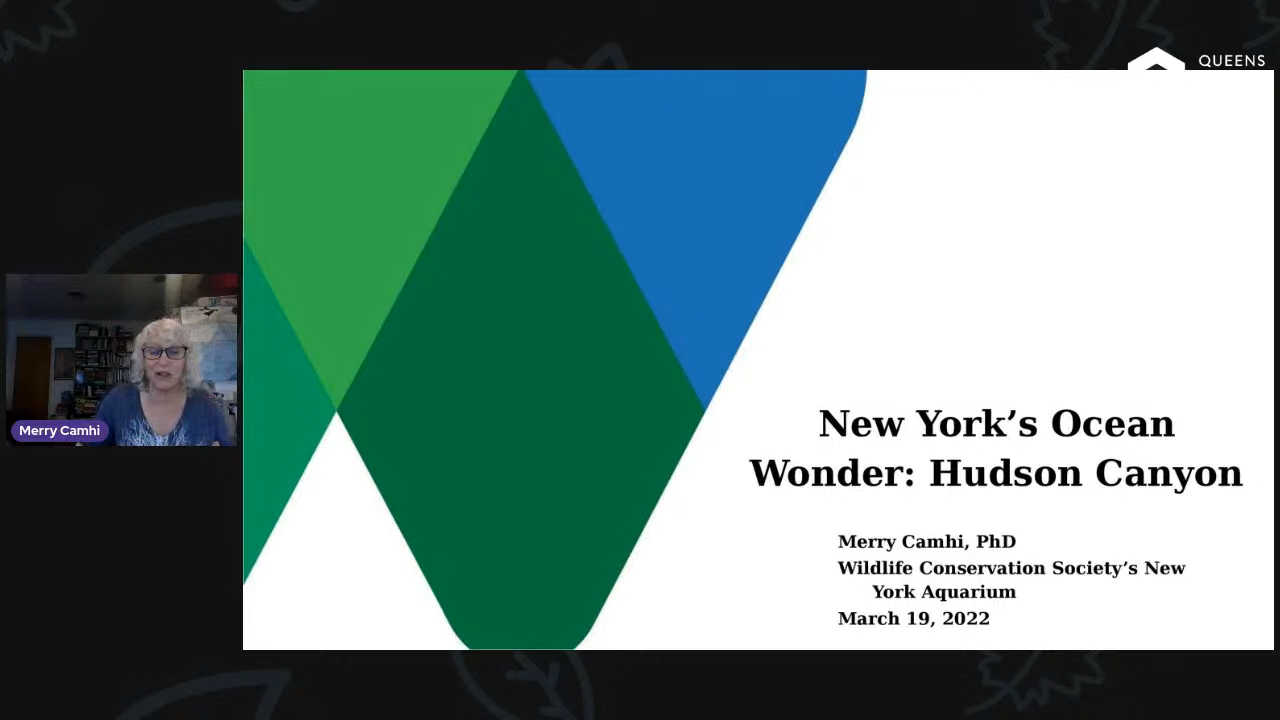 QUEENS
New York’s Ocean
Wonder: Hudson Canyon
Merry Camhi, PhD
Wildlife Conservation Society’s New
York Aquarium
March 19, 2022
Merry Camhi